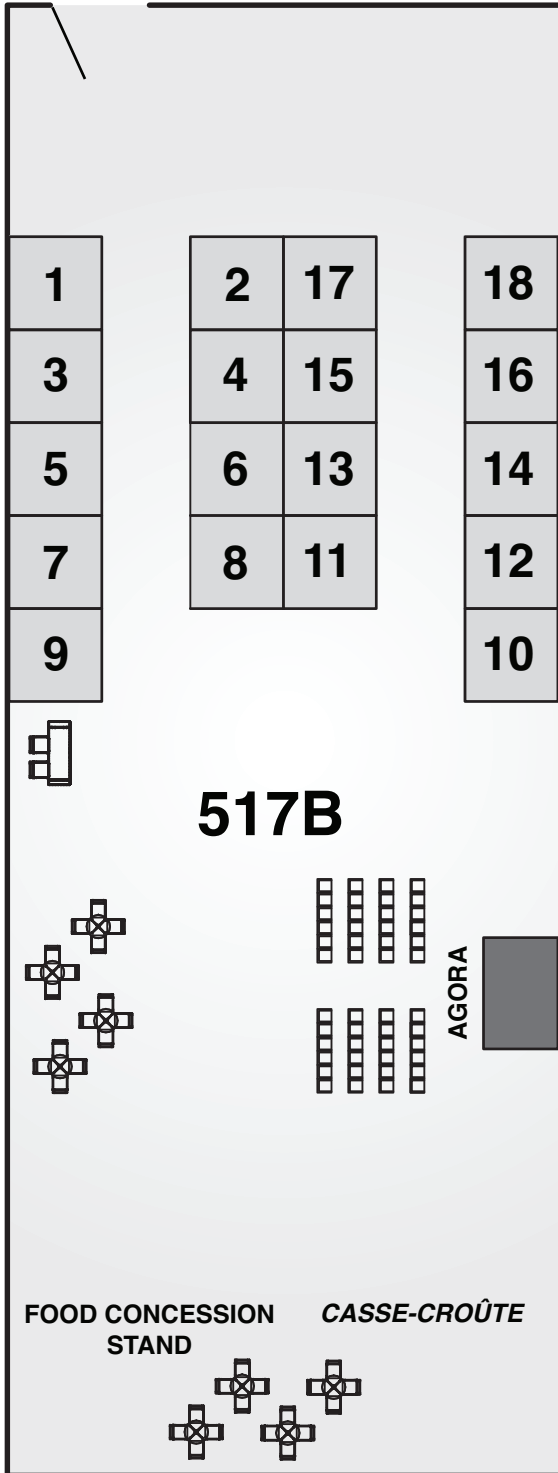 1 2 17 18
3 4 15 16
5 6 13 14
7 8 11 12
9 10
517B
AGORA
FOOD CONCESSION STAND
CASSE-CROÛTE